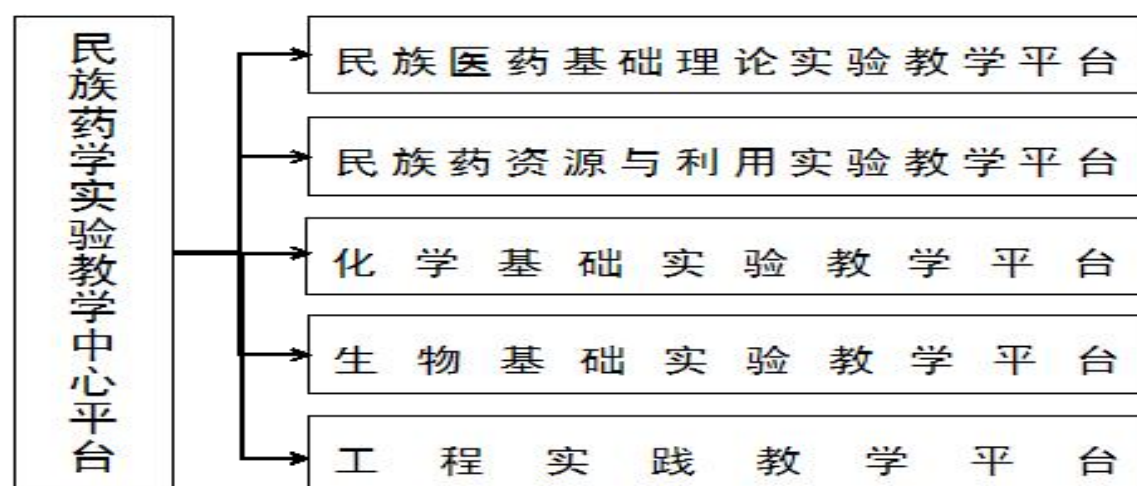 民族药学实验教学中心平台
民族医药基础理论实验教学平台
民族药资源与利用实验教学平台
化学基础实验教学平台
生物基础实验教学平台
工程实践教学平台